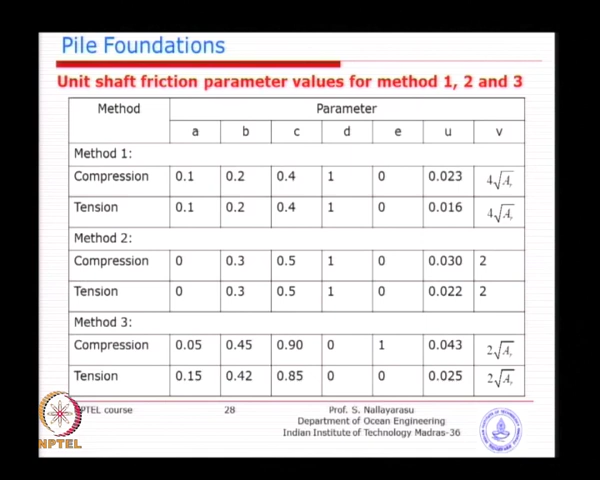 Pile Foundations
Unit shaft friction parameter values for method 1, 2 and 3
Method Parameter
a b c d e u v
Method 1:
Compression 0.1 0.2 0.4 1 0 0.023 4√Aᵣ
Tension 0.1 0.2 0.4 1 0 0.016 4√Aᵣ
Method 2:
Compression 0 0.3 0.5 1 0 0.030 2
Tension 0 0.3 0.5 1 0 0.022 2
Method 3:
Compression 0.05 0.45 0.90 0 1 0.043 2√Aᵣ
Tension 0.15 0.42 0.85 0 0 0.025 2√Aᵣ
NPTEL course 28 Prof. S. Nallayarasu
Department of Ocean Engineering
Indian Institute of Technology Madras-36
NPTEL